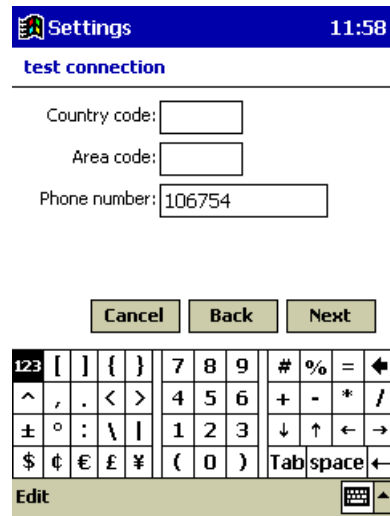 Settings 11:58
test connection
Country code:
Area code:
Phone number: 106754
Cancel Back Next
123 [ ] { } 7 8 9 # % = 🡄
^ , . < > 4 5 6 + - * /
± ° : \ | 1 2 3 ↓ ↑ ← →
$ ¢ € £ ¥ ( 0 ) Tab space ←
Edit